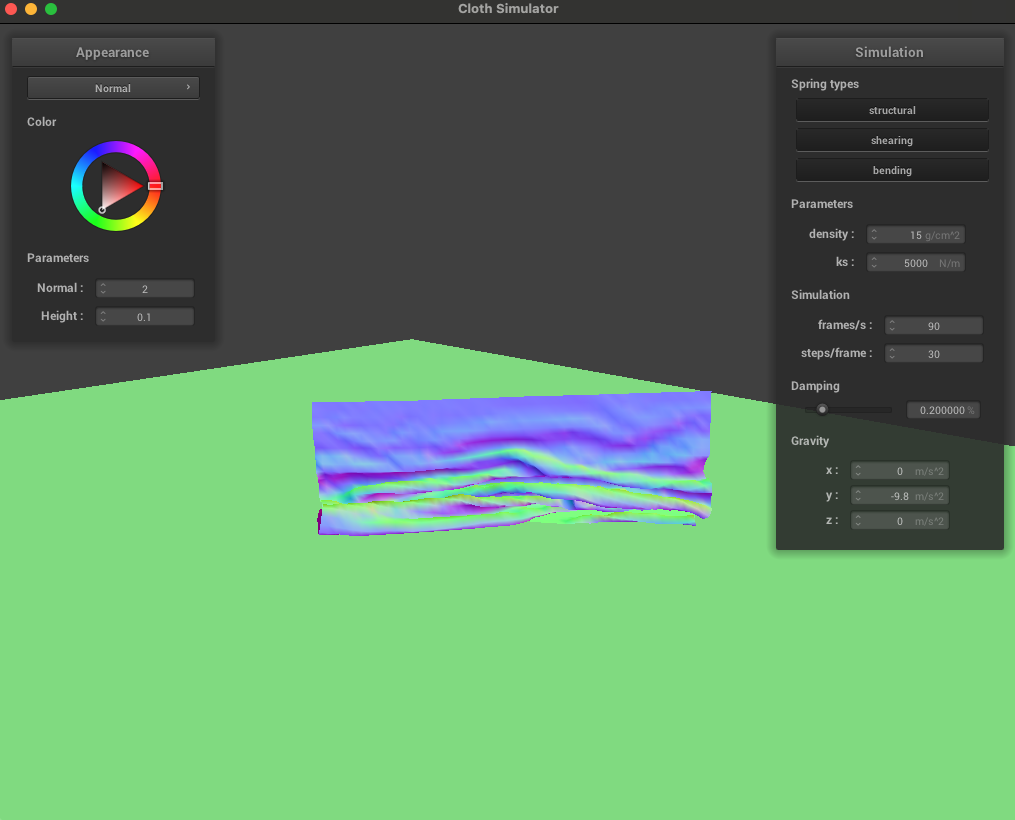 Cloth Simulator
Appearance
Normal ›
Color
Parameters
Normal : 2
Height : 0.1
Simulation
Spring types
structural
shearing
bending
Parameters
density : 15 g/cm^2
ks : 5000 N/m
Simulation
frames/s : 90
steps/frame : 30
Damping
0.200000 %
Gravity
x : 0 m/s^2
y : -9.8 m/s^2
z : 0 m/s^2